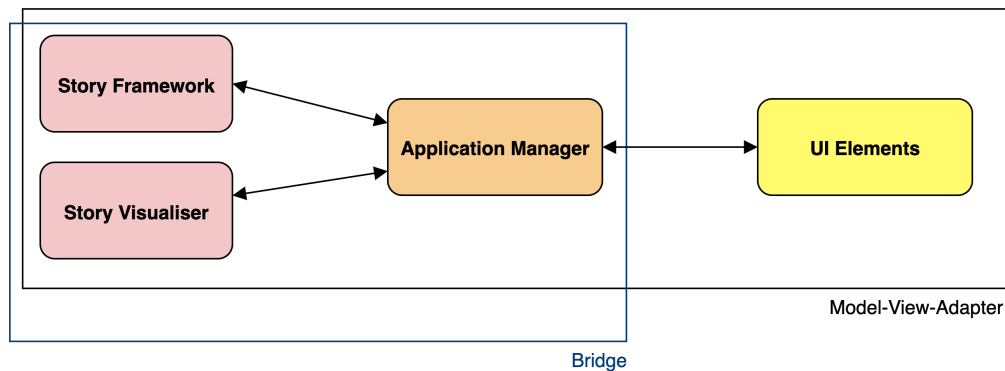 Story Framework
Application Manager
UI Elements
Story Visualiser
Model-View-Adapter
Bridge